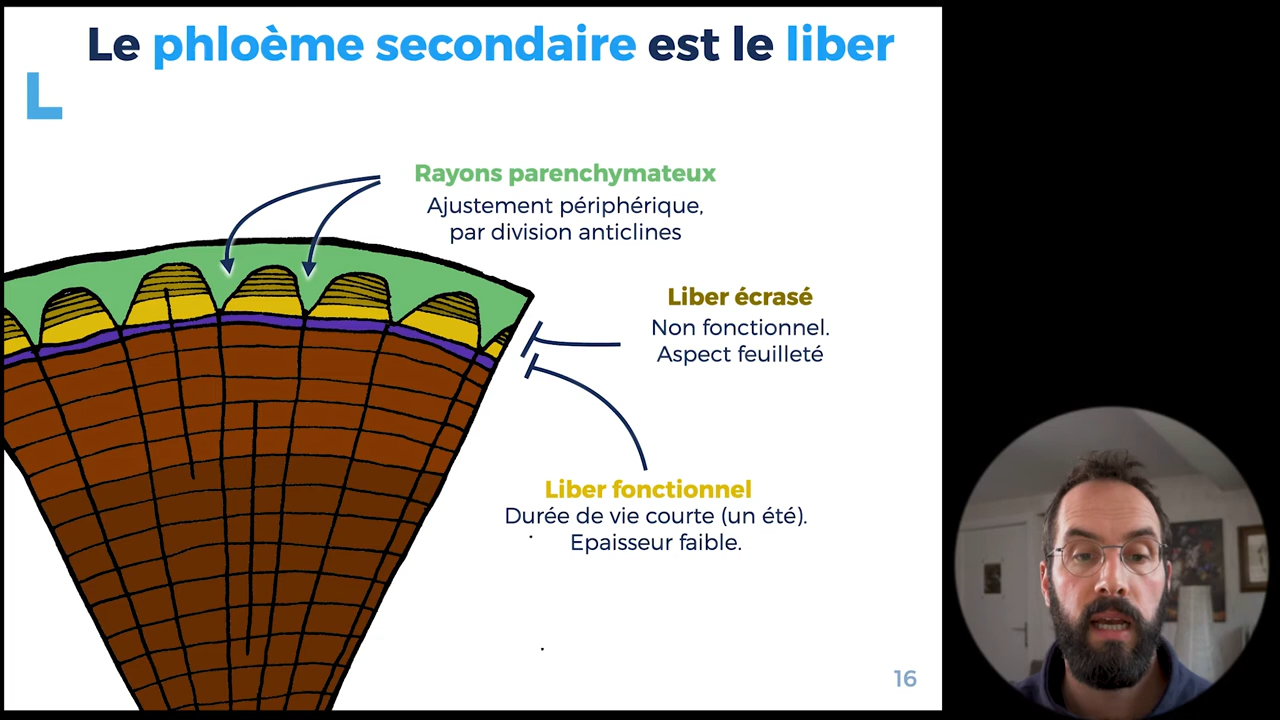 Le phloème secondaire est le liber
L
Rayons parenchymateux
Ajustement périphérique,
par division anticlines
Liber écrasé
Non fonctionnel.
Aspect feuilleté
Liber fonctionnel
Durée de vie courte (un été).
Epaisseur faible.
16